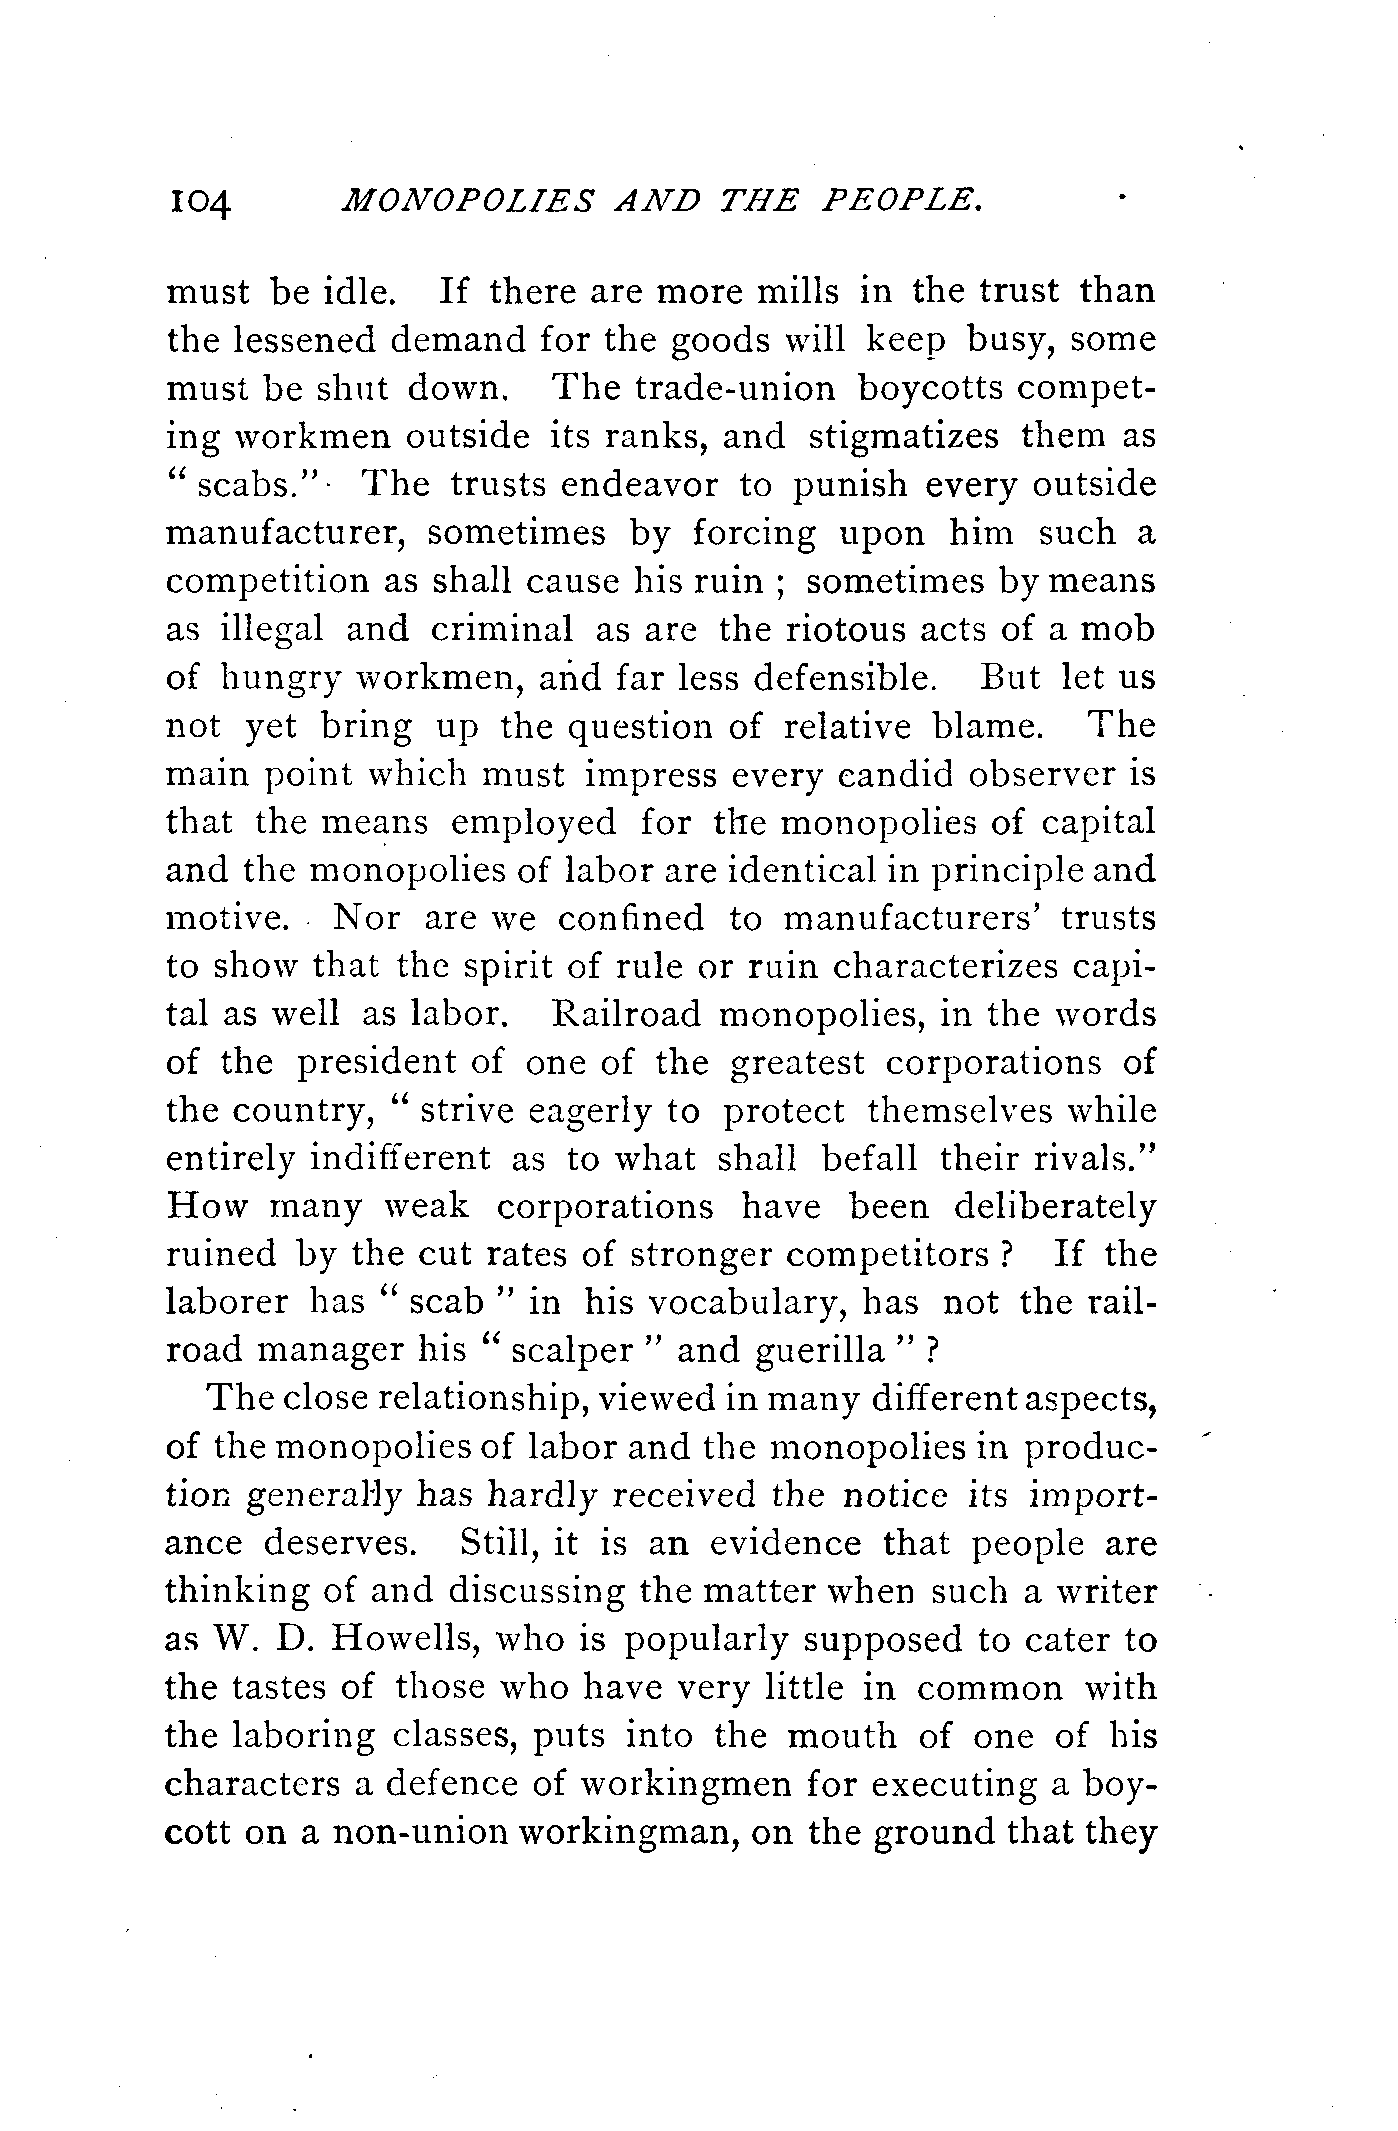 104 MONOPOLIES AND THE PEOPLE.
must be idle. If there are more mills in the trust than
the lessened demand for the goods will keep busy, some
must be shut down. The trade-union boycotts compet-
ing workmen outside its ranks, and stigmatizes them as
“ scabs.” The trusts endeavor to punish every outside
manufacturer, sometimes by forcing upon him such a
competition as shall cause his ruin ; sometimes by means
as illegal and criminal as are the riotous acts of a mob
of hungry workmen, and far less defensible. But let us
not yet bring up the question of relative blame. The
main point which must impress every candid observer is
that the means employed for the monopolies of capital
and the monopolies of labor are identical in principle and
motive. Nor are we confined to manufacturers’ trusts
to show that the spirit of rule or ruin characterizes capi-
tal as well as labor. Railroad monopolies, in the words
of the president of one of the greatest corporations of
the country, “ strive eagerly to protect themselves while
entirely indifferent as to what shall befall their rivals.”
How many weak corporations have been deliberately
ruined by the cut rates of stronger competitors ? If the
laborer has “ scab ” in his vocabulary, has not the rail-
road manager his “ scalper ” and guerilla ” ?
The close relationship, viewed in many different aspects,
of the monopolies of labor and the monopolies in produc-
tion generally has hardly received the notice its import-
ance deserves. Still, it is an evidence that people are
thinking of and discussing the matter when such a writer
as W. D. Howells, who is popularly supposed to cater to
the tastes of those who have very little in common with
the laboring classes, puts into the mouth of one of his
characters a defence of workingmen for executing a boy-
cott on a non-union workingman, on the ground that they